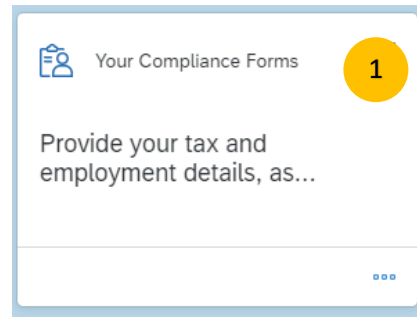 Your Compliance Forms
1
Provide your tax and
employment details, as...